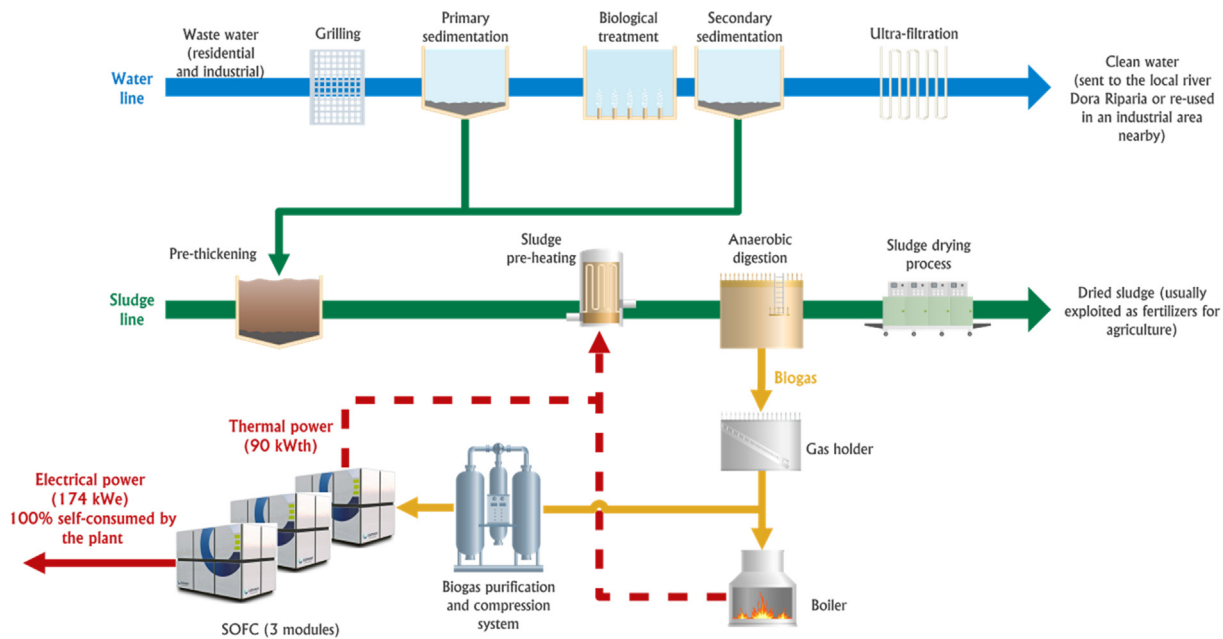 Waste water
(residential
and industrial)
Grilling
Primary
sedimentation
Biological
treatment
Secondary
sedimentation
Ultra-filtration
Clean water
(sent to the local river
Dora Riparia or re-used
in an industrial area
nearby)
Water
line
Pre-thickening
Sludge
pre-heating
Anaerobic
digestion
Sludge drying
process
Sludge
line
Dried sludge (usually
exploited as fertilizers for
agriculture)
Biogas
Thermal power
(90 kWth)
Gas holder
Electrical power
(174 kWe)
100% self-consumed by
the plant
Biogas purification
and compression
system
Boiler
SOFC (3 modules)